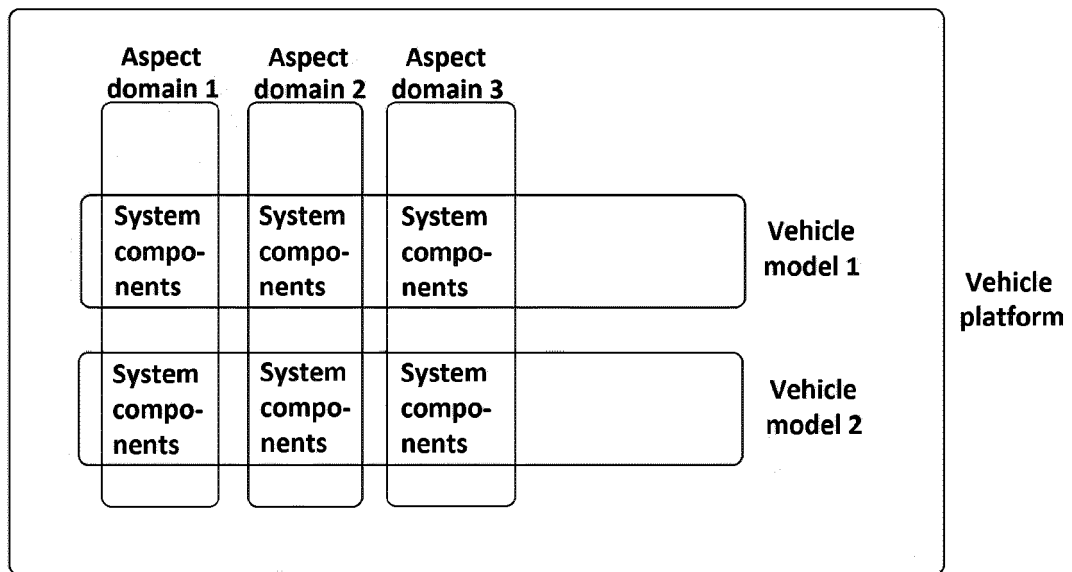 Aspect
domain 1
Aspect
domain 2
Aspect
domain 3
System
compo-
nents
System
compo-
nents
System
compo-
nents
Vehicle
model 1
System
compo-
nents
System
compo-
nents
System
compo-
nents
Vehicle
model 2
Vehicle
platform